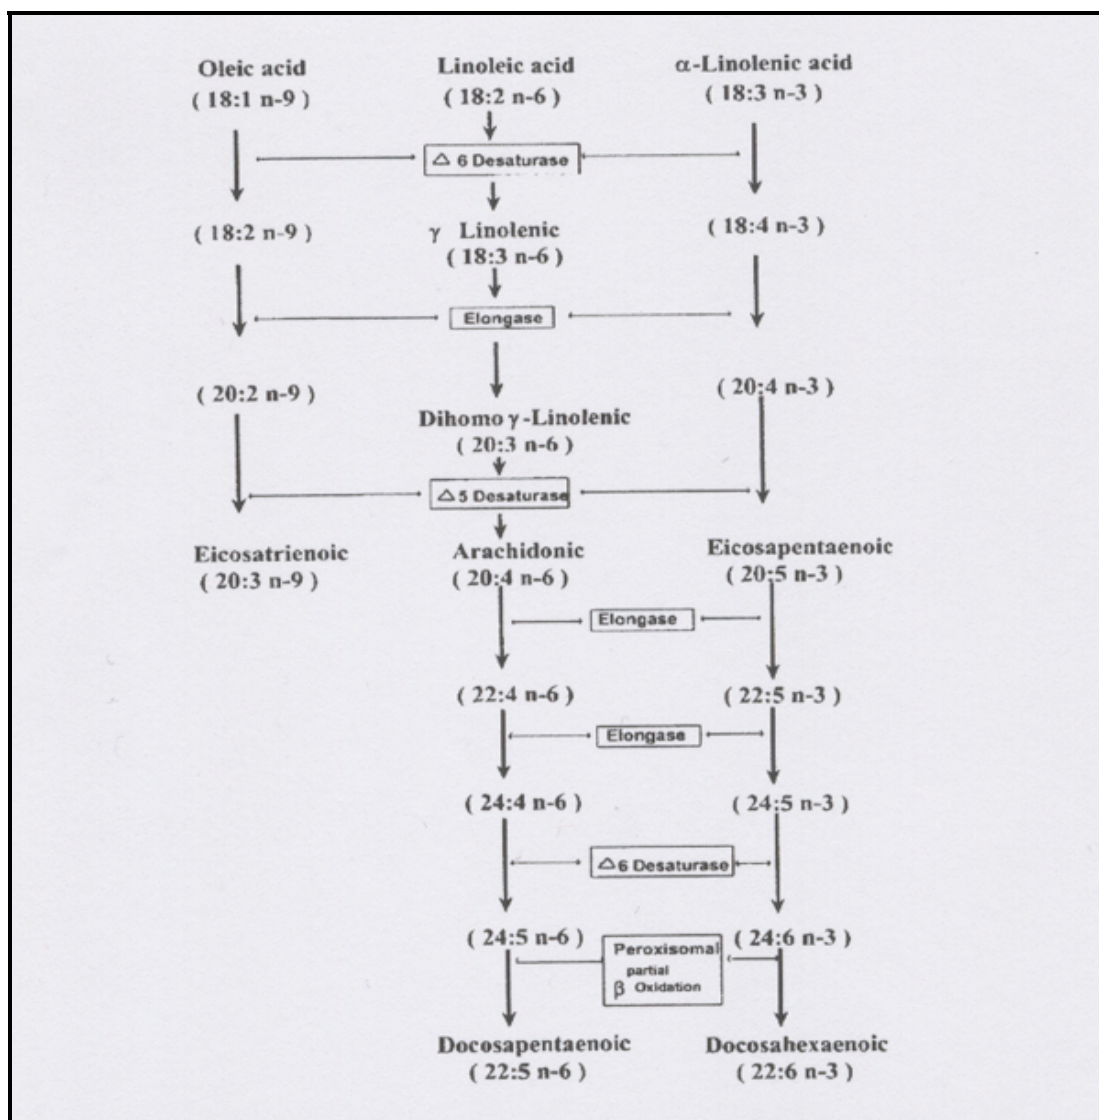 Oleic acid
( 18:1 n-9 )
Linoleic acid
( 18:2 n-6 )
α-Linolenic acid
( 18:3 n-3 )
△ 6 Desaturase
( 18:2 n-9 )
γ Linolenic
( 18:3 n-6 )
( 18:4 n-3 )
Elongase
( 20:2 n-9 )
Dihomo γ-Linolenic
( 20:3 n-6 )
( 20:4 n-3 )
△ 5 Desaturase
Eicosatrienoic
( 20:3 n-9 )
Arachidonic
( 20:4 n-6 )
Eicosapentaenoic
( 20:5 n-3 )
Elongase
( 22:4 n-6 )
( 22:5 n-3 )
Elongase
( 24:4 n-6 )
( 24:5 n-3 )
△ 6 Desaturase
( 24:5 n-6 )
( 24:6 n-3 )
Peroxisomal
partial
β Oxidation
Docosapentaenoic
( 22:5 n-6 )
Docosahexaenoic
( 22:6 n-3 )